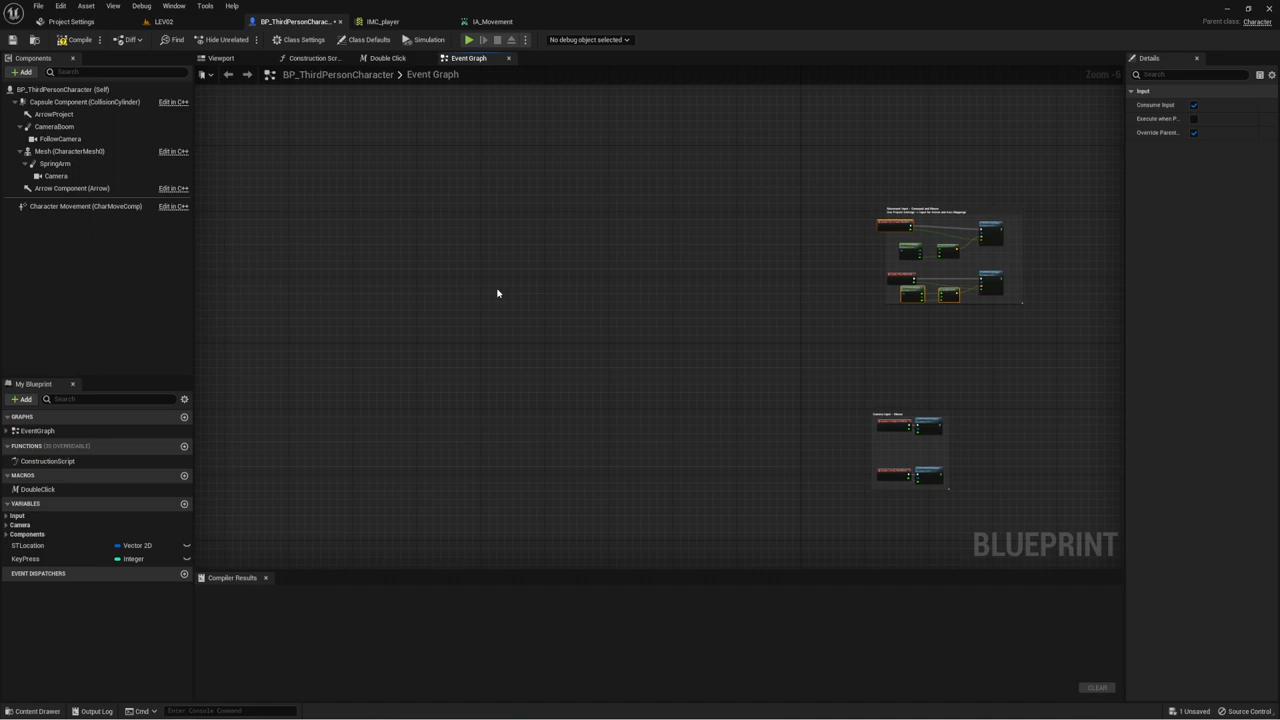 File Edit Asset View Debug Window Tools Help
Parent class: Character
Project Settings LEV02 BP_ThirdPersonCharac... • IMC_player IA_Movement
Compile Diff Find Hide Unrelated Class Settings Class Defaults Simulation No debug object selected
Components
Add Search
Viewport Construction Scr... Double Click Event Graph
BP_ThirdPersonCharacter > Event Graph Zoom -5
BP_ThirdPersonCharacter (Self)
Capsule Component (CollisionCylinder) Edit in C++
ArrowProject
CameraBoom
FollowCamera
Mesh (CharacterMesh0) Edit in C++
SpringArm
Camera
Arrow Component (Arrow) Edit in C++
Character Movement (CharMoveComp) Edit in C++
Details
Search
Input
Consume Input
Execute when P...
Override Parent...
My Blueprint
Add Search
GRAPHS
EventGraph
FUNCTIONS (35 OVERRIDABLE)
ConstructionScript
MACROS
DoubleClick
VARIABLES
Input
Camera
Components
STLocation Vector 2D
KeyPress Integer
EVENT DISPATCHERS
BLUEPRINT
Compiler Results
CLEAR
Content Drawer Output Log Cmd Enter Console Command 1 Unsaved Source Control